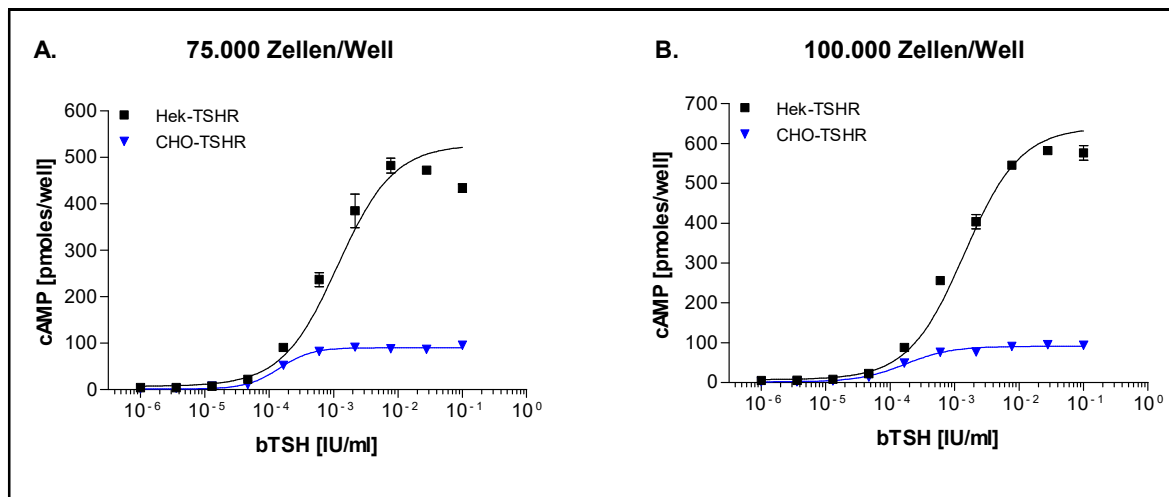 A.
75.000 Zellen/Well
600
500
400
300
200
100
0
cAMP [pmoles/well]
Hek-TSHR
CHO-TSHR
10⁻⁶ 10⁻⁵ 10⁻⁴ 10⁻³ 10⁻² 10⁻¹ 10⁰
bTSH [IU/ml]
B.
100.000 Zellen/Well
700
600
500
400
300
200
100
0
cAMP [pmoles/well]
Hek-TSHR
CHO-TSHR
10⁻⁶ 10⁻⁵ 10⁻⁴ 10⁻³ 10⁻² 10⁻¹ 10⁰
bTSH [IU/ml]